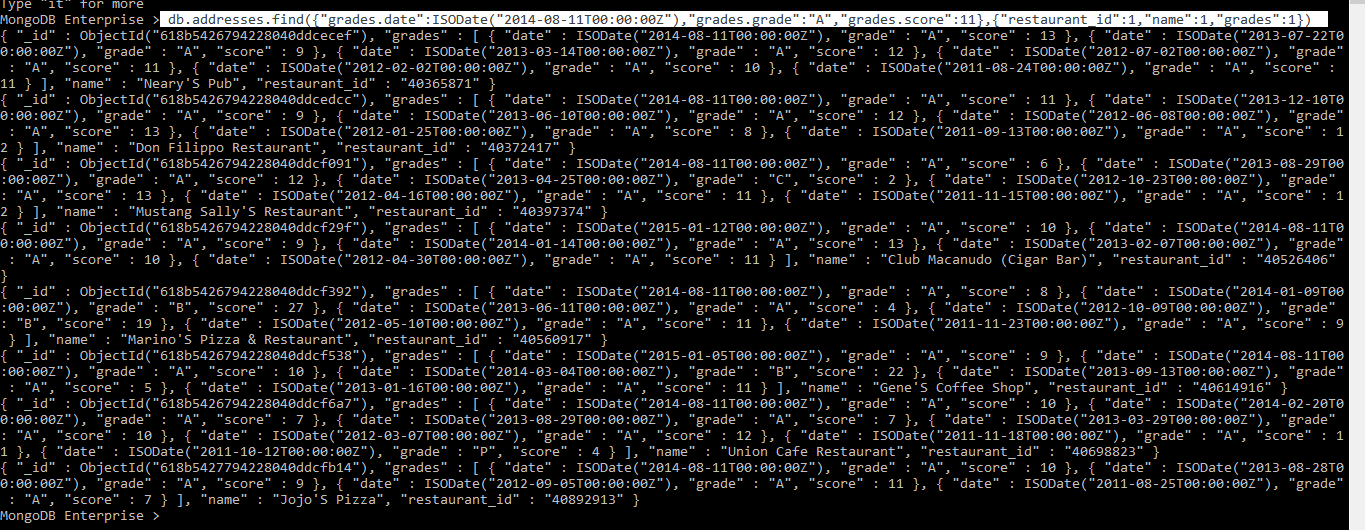 Type "it" for more
MongoDB Enterprise > db.addresses.find({"grades.date":ISODate("2014-08-11T00:00:00Z"),"grades.grade":"A","grades.score":11},{"restaurant_id":1,"name":1,"grades":1})
{ "_id" : ObjectId("618b5426794228040ddcecef"), "grades" : [ { "date" : ISODate("2014-08-11T00:00:00Z"), "grade" : "A", "score" : 13 }, { "date" : ISODate("2013-07-22T0
0:00:00Z"), "grade" : "A", "score" : 9 }, { "date" : ISODate("2013-03-14T00:00:00Z"), "grade" : "A", "score" : 12 }, { "date" : ISODate("2012-07-02T00:00:00Z"), "grade"
: "A", "score" : 11 }, { "date" : ISODate("2012-02-02T00:00:00Z"), "grade" : "A", "score" : 10 }, { "date" : ISODate("2011-08-24T00:00:00Z"), "grade" : "A", "score" :
11 } ], "name" : "Neary'S Pub", "restaurant_id" : "40365871" }
{ "_id" : ObjectId("618b5426794228040ddcedcc"), "grades" : [ { "date" : ISODate("2014-08-11T00:00:00Z"), "grade" : "A", "score" : 11 }, { "date" : ISODate("2013-12-10T0
0:00:00Z"), "grade" : "A", "score" : 9 }, { "date" : ISODate("2013-06-10T00:00:00Z"), "grade" : "A", "score" : 12 }, { "date" : ISODate("2012-06-08T00:00:00Z"), "grade"
: "A", "score" : 13 }, { "date" : ISODate("2012-01-25T00:00:00Z"), "grade" : "A", "score" : 8 }, { "date" : ISODate("2011-09-13T00:00:00Z"), "grade" : "A", "score" : 1
2 } ], "name" : "Don Filippo Restaurant", "restaurant_id" : "40372417" }
{ "_id" : ObjectId("618b5426794228040ddcf091"), "grades" : [ { "date" : ISODate("2014-08-11T00:00:00Z"), "grade" : "A", "score" : 6 }, { "date" : ISODate("2013-08-29T00
:00:00Z"), "grade" : "A", "score" : 12 }, { "date" : ISODate("2013-04-25T00:00:00Z"), "grade" : "C", "score" : 2 }, { "date" : ISODate("2012-10-23T00:00:00Z"), "grade" 
: "A", "score" : 13 }, { "date" : ISODate("2012-04-16T00:00:00Z"), "grade" : "A", "score" : 11 }, { "date" : ISODate("2011-11-15T00:00:00Z"), "grade" : "A", "score" : 1
2 } ], "name" : "Mustang Sally'S Restaurant", "restaurant_id" : "40397374" }
{ "_id" : ObjectId("618b5426794228040ddcf29f"), "grades" : [ { "date" : ISODate("2015-01-12T00:00:00Z"), "grade" : "A", "score" : 10 }, { "date" : ISODate("2014-08-11T0
0:00:00Z"), "grade" : "A", "score" : 9 }, { "date" : ISODate("2014-01-14T00:00:00Z"), "grade" : "A", "score" : 13 }, { "date" : ISODate("2013-02-07T00:00:00Z"), "grade"
: "A", "score" : 10 }, { "date" : ISODate("2012-04-30T00:00:00Z"), "grade" : "A", "score" : 11 } ], "name" : "Club Macanudo (Cigar Bar)", "restaurant_id" : "40526406"
}
{ "_id" : ObjectId("618b5426794228040ddcf392"), "grades" : [ { "date" : ISODate("2014-08-11T00:00:00Z"), "grade" : "A", "score" : 8 }, { "date" : ISODate("2014-01-09T00
:00:00Z"), "grade" : "B", "score" : 27 }, { "date" : ISODate("2013-06-11T00:00:00Z"), "grade" : "A", "score" : 4 }, { "date" : ISODate("2012-10-09T00:00:00Z"), "grade" :
"B", "score" : 19 }, { "date" : ISODate("2012-05-10T00:00:00Z"), "grade" : "A", "score" : 11 }, { "date" : ISODate("2011-11-23T00:00:00Z"), "grade" : "A", "score" : 9
} ], "name" : "Marino'S Pizza & Restaurant", "restaurant_id" : "40560917" }
{ "_id" : ObjectId("618b5426794228040ddcf538"), "grades" : [ { "date" : ISODate("2015-01-05T00:00:00Z"), "grade" : "A", "score" : 9 }, { "date" : ISODate("2014-08-11T00
:00:00Z"), "grade" : "A", "score" : 10 }, { "date" : ISODate("2014-03-04T00:00:00Z"), "grade" : "B", "score" : 22 }, { "date" : ISODate("2013-09-13T00:00:00Z"), "grade"
: "A", "score" : 5 }, { "date" : ISODate("2013-01-16T00:00:00Z"), "grade" : "A", "score" : 11 } ], "name" : "Gene'S Coffee Shop", "restaurant_id" : "40614916" }
{ "_id" : ObjectId("618b5426794228040ddcf6a7"), "grades" : [ { "date" : ISODate("2014-08-11T00:00:00Z"), "grade" : "A", "score" : 10 }, { "date" : ISODate("2014-02-20T0
0:00:00Z"), "grade" : "A", "score" : 7 }, { "date" : ISODate("2013-08-29T00:00:00Z"), "grade" : "A", "score" : 7 }, { "date" : ISODate("2013-03-29T00:00:00Z"), "grade"
: "A", "score" : 10 }, { "date" : ISODate("2012-03-07T00:00:00Z"), "grade" : "A", "score" : 12 }, { "date" : ISODate("2011-11-18T00:00:00Z"), "grade" : "A", "score" : 1
1 }, { "date" : ISODate("2011-10-12T00:00:00Z"), "grade" : "P", "score" : 4 } ], "name" : "Union Cafe Restaurant", "restaurant_id" : "40698823" }
{ "_id" : ObjectId("618b5427794228040ddcfb14"), "grades" : [ { "date" : ISODate("2014-08-11T00:00:00Z"), "grade" : "A", "score" : 10 }, { "date" : ISODate("2013-08-28T0
0:00:00Z"), "grade" : "A", "score" : 9 }, { "date" : ISODate("2012-09-05T00:00:00Z"), "grade" : "A", "score" : 11 }, { "date" : ISODate("2011-08-25T00:00:00Z"), "grade"
: "A", "score" : 7 } ], "name" : "Jojo'S Pizza", "restaurant_id" : "40892913" }
MongoDB Enterprise >